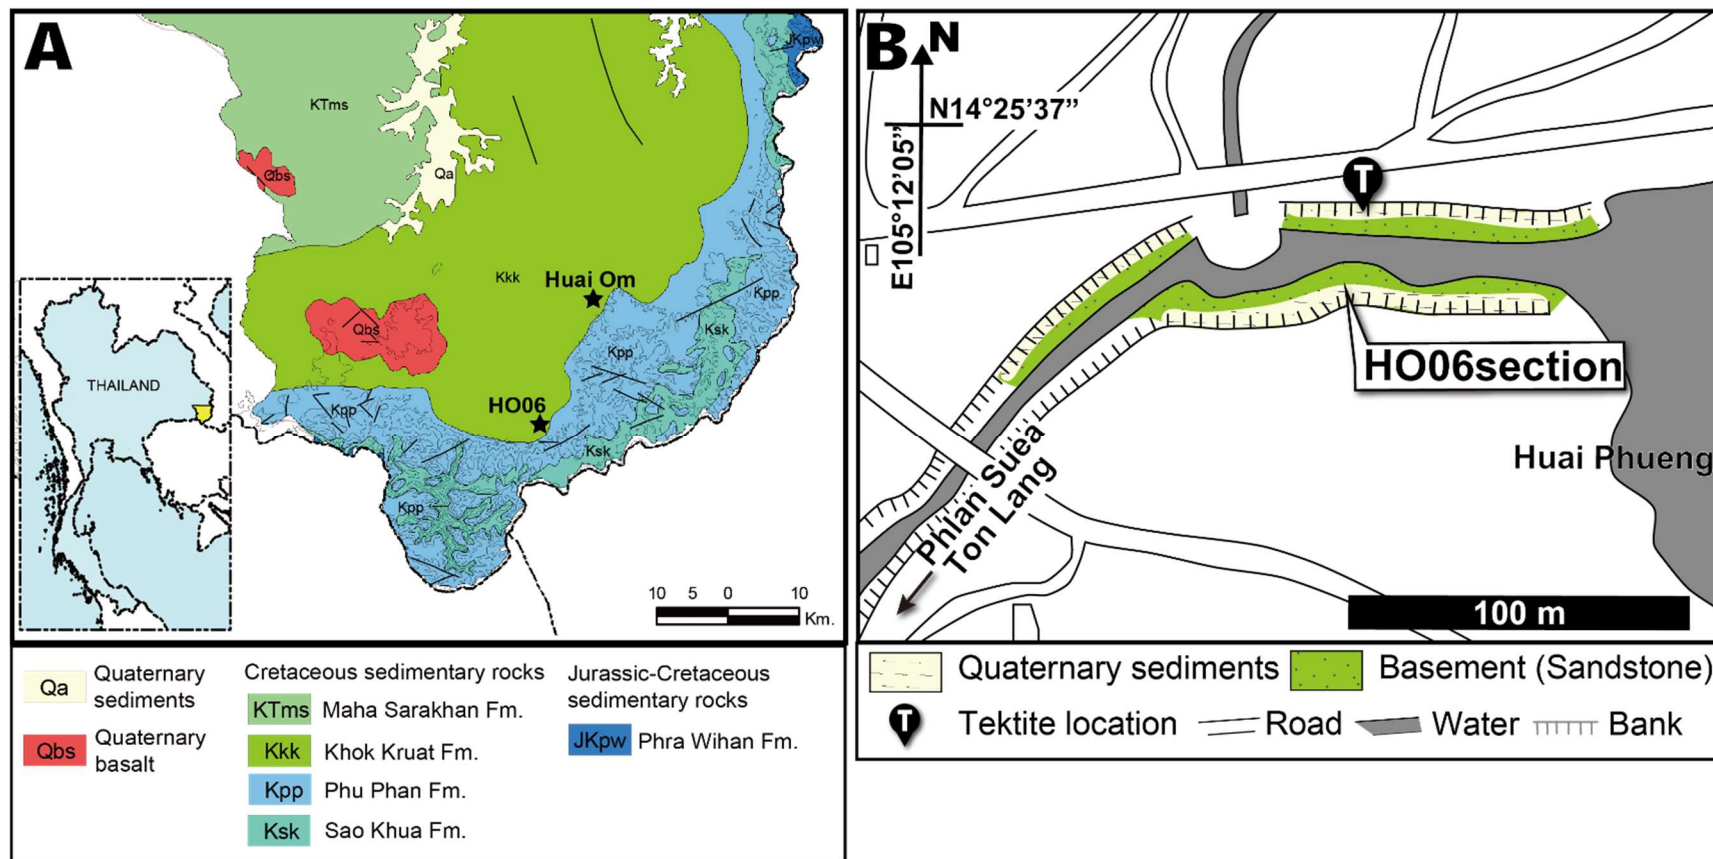 A
JKpw
KTms
Qbs
Qa
Kkk
Huai Om
Kpp
Qbs
Ksk
Kpp
THAILAND
HO06
Kpp
Ksk
Kpp
10 5 0 10
Km.
Qa Quaternary sediments
Qbs Quaternary basalt
Cretaceous sedimentary rocks
KTms Maha Sarakhan Fm.
Kkk Khok Kruat Fm.
Kpp Phu Phan Fm.
Ksk Sao Khua Fm.
Jurassic-Cretaceous
sedimentary rocks
JKpw Phra Wihan Fm.
B
N
N14°25'37”
E105°12'05”
T
HO06section
Huai Phueng
Phlan Suea
Ton Lang
100 m
Quaternary sediments
Basement (Sandstone)
T Tektite location
Road
Water
Bank